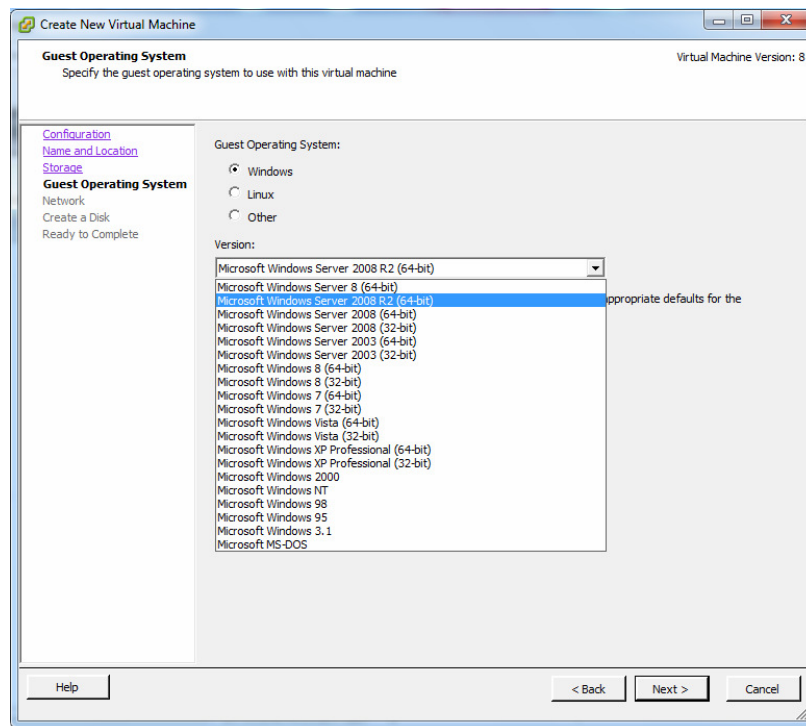 Create New Virtual Machine
Guest Operating System
Specify the guest operating system to use with this virtual machine
Virtual Machine Version: 8
Configuration
Name and Location
Storage
Guest Operating System
Network
Create a Disk
Ready to Complete
Guest Operating System:
Windows
Linux
Other
Version:
Microsoft Windows Server 2008 R2 (64-bit)
Microsoft Windows Server 8 (64-bit)
Microsoft Windows Server 2008 R2 (64-bit)
appropriate defaults for the
Microsoft Windows Server 2008 (64-bit)
Microsoft Windows Server 2008 (32-bit)
Microsoft Windows Server 2003 (64-bit)
Microsoft Windows Server 2003 (32-bit)
Microsoft Windows 8 (64-bit)
Microsoft Windows 8 (32-bit)
Microsoft Windows 7 (64-bit)
Microsoft Windows 7 (32-bit)
Microsoft Windows Vista (64-bit)
Microsoft Windows Vista (32-bit)
Microsoft Windows XP Professional (64-bit)
Microsoft Windows XP Professional (32-bit)
Microsoft Windows 2000
Microsoft Windows NT
Microsoft Windows 98
Microsoft Windows 95
Microsoft Windows 3.1
Microsoft MS-DOS
Help
< Back
Next >
Cancel